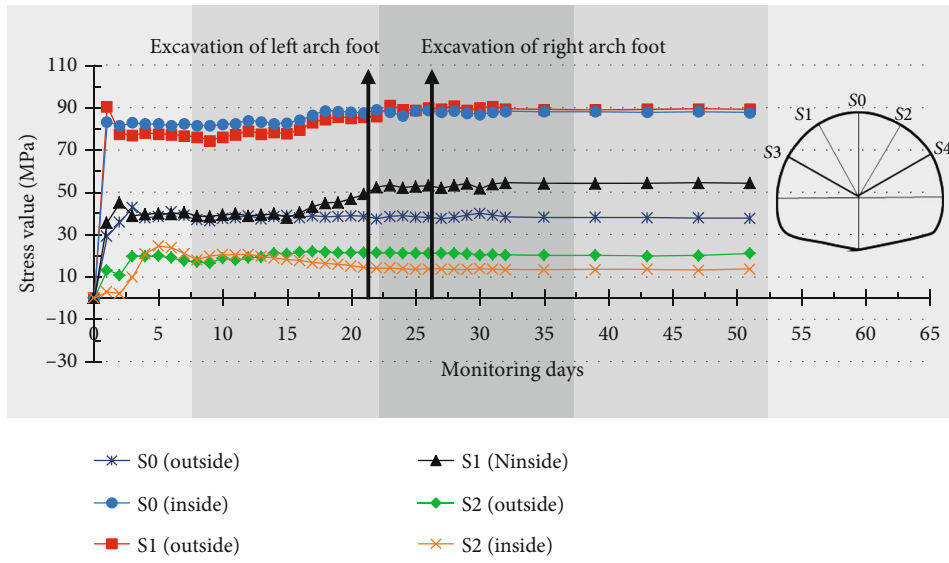 Excavation of left arch foot
Excavation of right arch foot
Stress value (MPa)
110
90
70
50
30
10
−10
−30
0
5
10
15
20
25
30
35
40
45
50
55
60
65
Monitoring days
S0
S1
S2
S3
S4
S0 (outside)
S0 (inside)
S1 (outside)
S1 (Ninside)
S2 (outside)
S2 (inside)